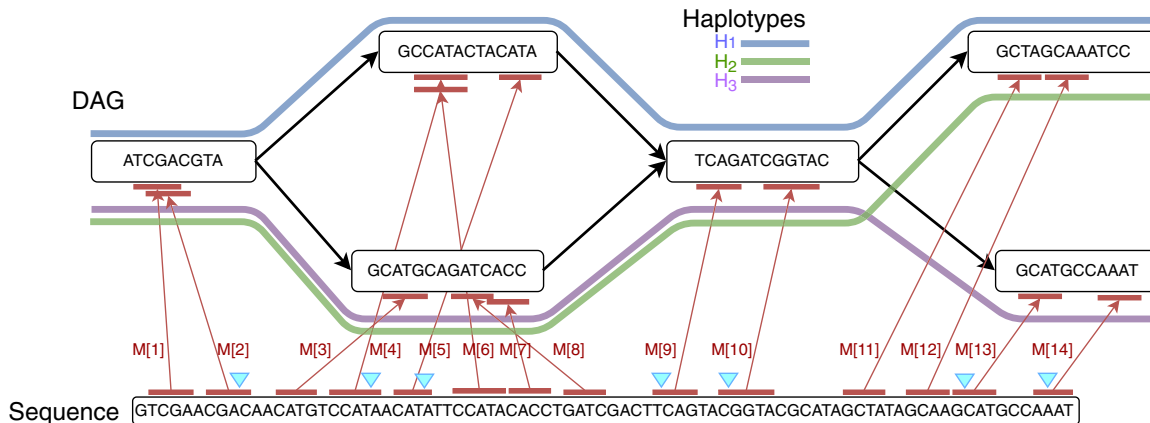 Haplotypes
H1
H2
H3
DAG
GCCATACTACATA
GCTAGCAAATCC
ATCGACGTA
TCAGATCGGTAC
GCATGCAGATCACC
GCATGCCAAAT
M[1] M[2] M[3] M[4] M[5] M[6] M[7] M[8] M[9] M[10] M[11] M[12] M[13] M[14]
Sequence GTCGAACGACAACATGTCCATAACATATTCCATACACCTGATCGACTTCAGTACGGTACGCATAGCTATAGCAAGCATGCCAAAT